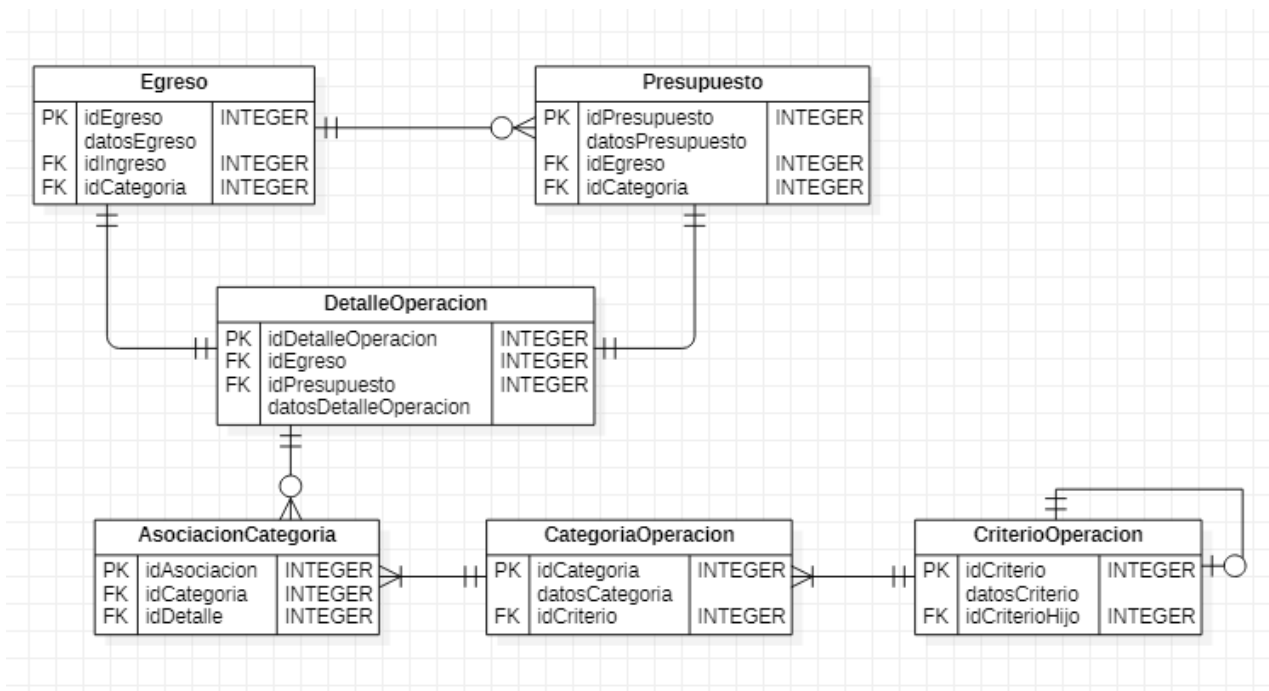 Egreso
PK idEgreso INTEGER
datosEgreso
FK idIngreso INTEGER
FK idCategoria INTEGER
Presupuesto
PK idPresupuesto INTEGER
datosPresupuesto
FK idEgreso INTEGER
FK idCategoria INTEGER
DetalleOperacion
PK idDetalleOperacion INTEGER
FK idEgreso INTEGER
FK idPresupuesto INTEGER
datosDetalleOperacion
AsociacionCategoria
PK idAsociacion INTEGER
FK idCategoria INTEGER
FK idDetalle INTEGER
CategoriaOperacion
PK idCategoria INTEGER
datosCategoria
FK idCriterio INTEGER
CriterioOperacion
PK idCriterio INTEGER
datosCriterio
FK idCriterioHijo INTEGER